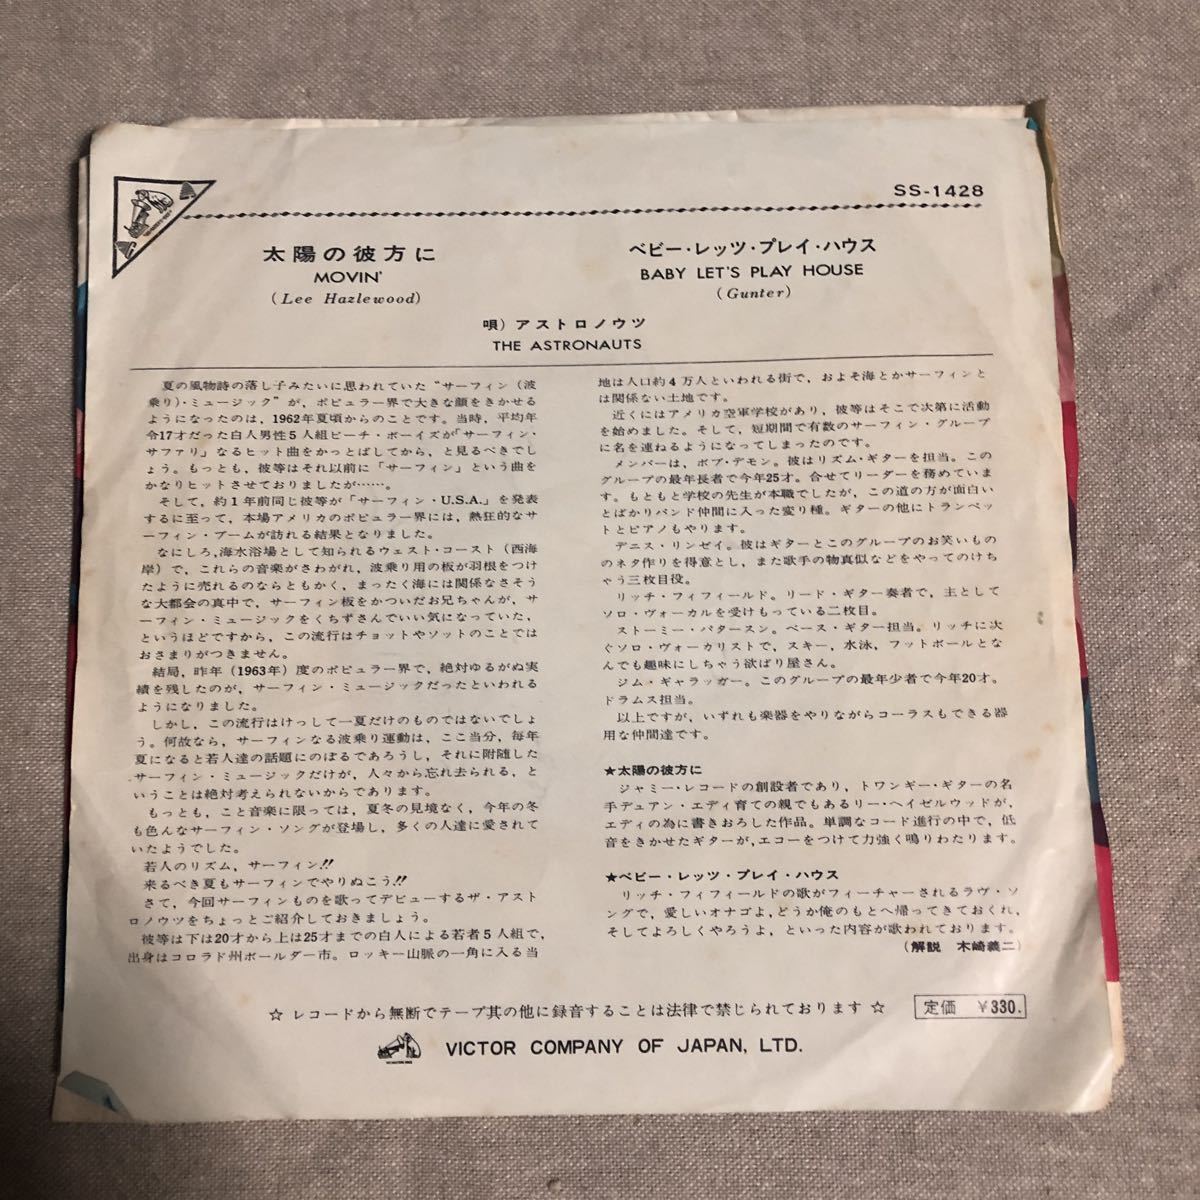 SS-1428
太陽の彼方に
MOVIN'
(Lee Hazlewood)
ベビー・レッツ・プレイ・ハウス
BABY LET'S PLAY HOUSE
(Gunter)
唄) アストロノウツ
THE ASTRONAUTS
夏の風物詩の落し子みたいに思われていた“サーフィン(波
乗り)・ミュージック”が，ポピュラー界で大きな顔をきかせる
ようになったのは，1962年夏頃からのことです。当時，平均年
令17才だった白人男性5人組ビーチ・ボーイズが「サーフィン・
サファリ」なるヒット曲をかっとばしてから，と見るべきでし
ょう。もっとも，彼等はそれ以前に「サーフィン」という曲を
かなりヒットさせておりましたが……。
そして，約1年前同じ彼等が「サーフィン・U.S.A.」を発表
するに至って，本場アメリカのポピュラー界には，熱狂的なサ
ーフィン・ブームが訪れる結果となりました。
なにしろ，海水浴場として知られるウェスト・コースト(西海
岸)で，これらの音楽がさわがれ，波乗り用の板が羽根をつけ
たように売れるのならともかく，まったく海には関係なさそう
な大都会の真中で，サーフィン板をかついだお兄ちゃんが，サ
ーフィン・ミュージックをくちずさんでいい気になっていた，
というほどですから，この流行はチョットやソットのことでは
おさまりがつきません。
結局，昨年(1963年)度のポピュラー界で，絶対ゆるがぬ実
績を残したのが，サーフィン・ミュージックだったといわれる
ようになりました。
しかし，この流行はけっして一夏だけのものではないでしょ
う。何故なら，サーフィンなる波乗り運動は，ここ当分，毎年
夏になると若人達の話題にのぼるであろうし，それに附随した
サーフィン・ミュージックだけが，人々から忘れ去られる，と
いうことは絶対考えられないからであります。
もっとも，こと音楽に限っては，夏冬の見境なく，今年の冬
も色んなサーフィン・ソングが登場し，多くの人達に愛されて
いたようでした。
若人のリズム，サーフィン!!
来るべき夏もサーフィンでやりぬこう!!
さて，今回サーフィンものを歌ってデビューするザ・アスト
ロノウツをちょっとご紹介しておきましょう。
彼等は下は20才から上は25才までの白人による若者5人組で，
出身はコロラド州ボールダー市。ロッキー山脈の一角に入る当
地は人口約4万人といわれる街で，およそ海とかサーフィンと
は関係ない土地です。
近くにはアメリカ空軍学校があり，彼等はそこで次第に活動
を始めました。そして，短期間で有数のサーフィン・グループ
に名を連ねるようになってしまったのです。
メンバーは，ボブ・デモン。彼はリズム・ギターを担当。この
グループの最年長者で今年25才。合せてリーダーを務めていま
す。もともと学校の先生が本職でしたが，この道の方が面白い
とばかりバンド仲間に入った変り種。ギターの他にトランペッ
トとピアノもやります。
デニス・リンゼイ。彼はギターとこのグループのお笑いもの
のネタ作りを得意とし，また歌手の物真似などをやってのけち
ゃう三枚目役。
リッチ・フィフィールド。リード・ギター奏者で，主として
ソロ・ヴォーカルを受けもっている二枚目。
ストーミー・パタースン。ベース・ギター担当。リッチに次
ぐソロ・ヴォーカリストで，スキー，水泳，フットボールとな
んでも趣味にしちゃう欲ばり屋さん。
ジム・ギャラッガー。このグループの最年少者で今年20才。
ドラムス担当。
以上ですが，いずれも楽器をやりながらコーラスもできる器
用な仲間達です。
★太陽の彼方に
ジャミー・レコードの創設者であり，トワンギー・ギターの名
手デュアン・エディ育ての親でもあるリー・ヘイゼルウッドが，
エディの為に書きおろした作品。単調なコード進行の中で，低
音をきかせたギターが，エコーをつけて力強く鳴りわたります。
★ベビー・レッツ・プレイ・ハウス
リッチ・フィフィールドの歌がフィーチャーされるラヴ・ソ
ングで，愛しいオナゴよ，どうか俺のもとへ帰ってきておくれ，
そしてよろしくやろうよ，といった内容が歌われております。
(解説 木崎義二)
☆ レコードから無断でテープ其の他に録音することは法律で禁じられております ☆
定価 ￥330.
VICTOR COMPANY OF JAPAN, LTD.